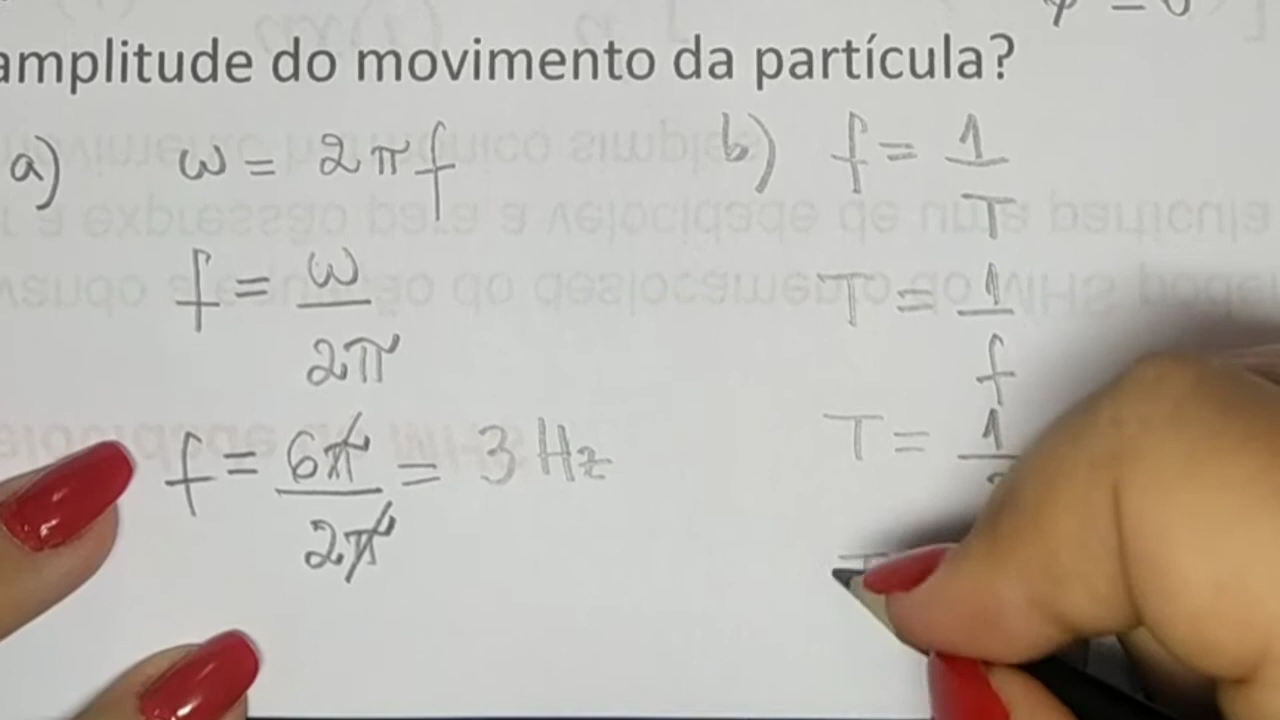 amplitude do movimento da partícula?
a) ω = 2πf
f = ω / 2π
f = 6π / 2π = 3 Hz
b) f = 1 / T
T = 1 / f
T = 1